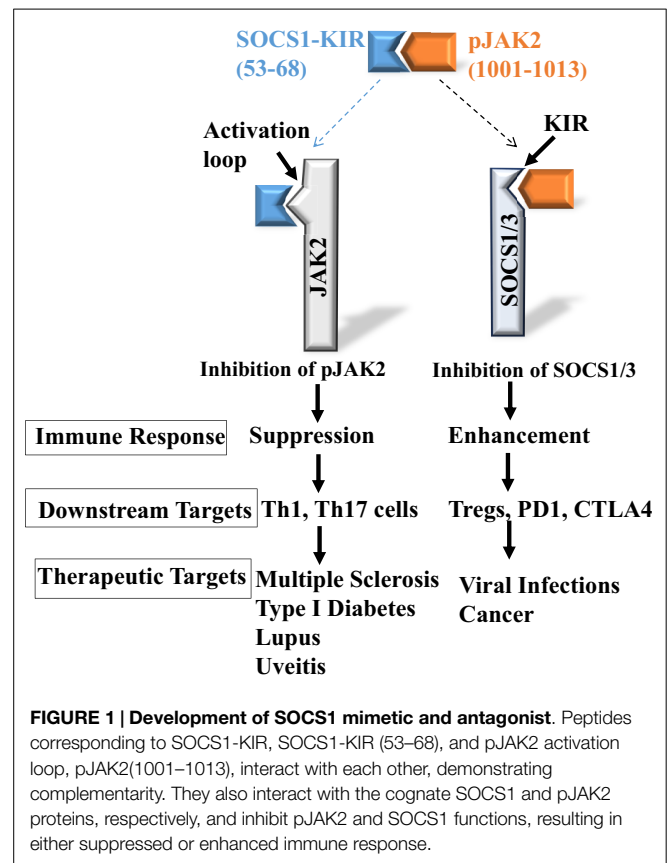 SOCS1-KIR
(53-68)
pJAK2
(1001-1013)
Activation
loop
KIR
JAK2
SOCS1/3
Inhibition of pJAK2
Inhibition of SOCS1/3
Immune Response
Suppression
Enhancement
Downstream Targets
Th1, Th17 cells
Tregs, PD1, CTLA4
Therapeutic Targets
Multiple Sclerosis
Type I Diabetes
Lupus
Uveitis
Viral Infections
Cancer
FIGURE 1 | Development of SOCS1 mimetic and antagonist. Peptides
corresponding to SOCS1-KIR, SOCS1-KIR (53–68), and pJAK2 activation
loop, pJAK2(1001–1013), interact with each other, demonstrating
complementarity. They also interact with the cognate SOCS1 and pJAK2
proteins, respectively, and inhibit pJAK2 and SOCS1 functions, resulting in
either suppressed or enhanced immune response.